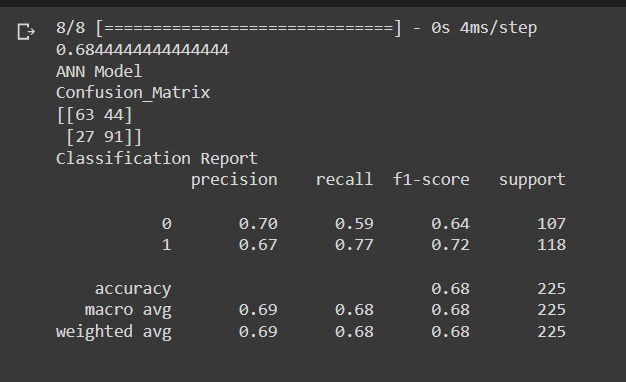 8/8 [==============================] - 0s 4ms/step
0.6844444444444444
ANN Model
Confusion_Matrix
[[63 44]
 [27 91]]
Classification Report
              precision    recall  f1-score   support

           0       0.70      0.59      0.64       107
           1       0.67      0.77      0.72       118

    accuracy                           0.68       225
   macro avg       0.69      0.68      0.68       225
weighted avg       0.69      0.68      0.68       225